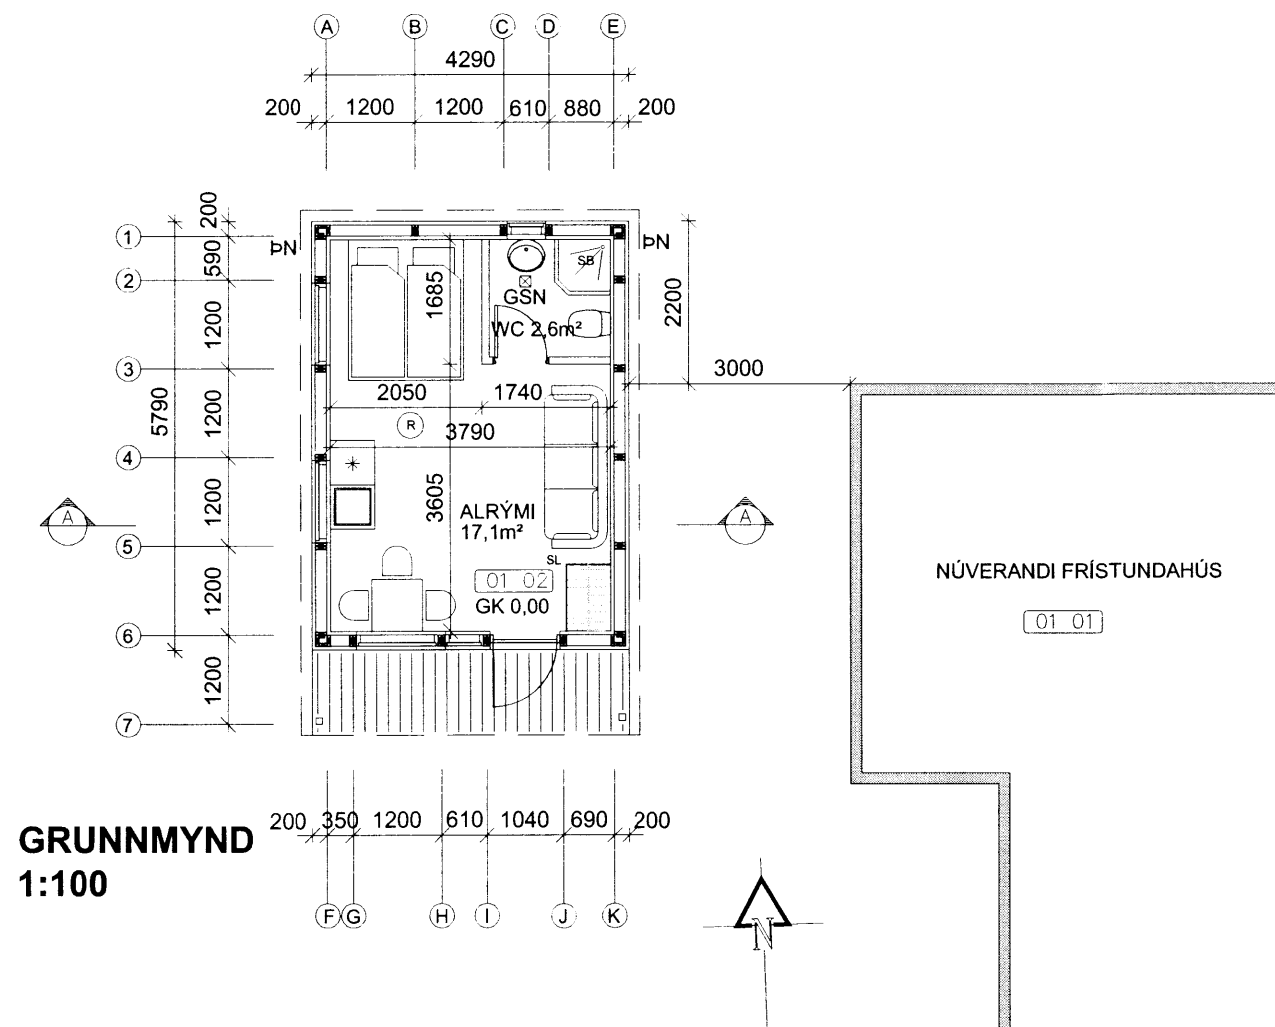 A B C D E
4290
200 1200 1200 610 880 200
200
1
ÞN
ÞN
590
2
SB
GSN
1685
1200
WC 2,6m²
2200
3
3000
2050 1740
1200
5790
R
3790
4
3605
1200
ALRÝMI
17,1m²
A
A
5
SL
NÚVERANDI FRÍSTUNDAHÚS
01 02
1200
GK 0,00
01 01
6
1200
7
200 350 1200 610 1040 690 200
GRUNNMYND
1:100
F G H I J K
N